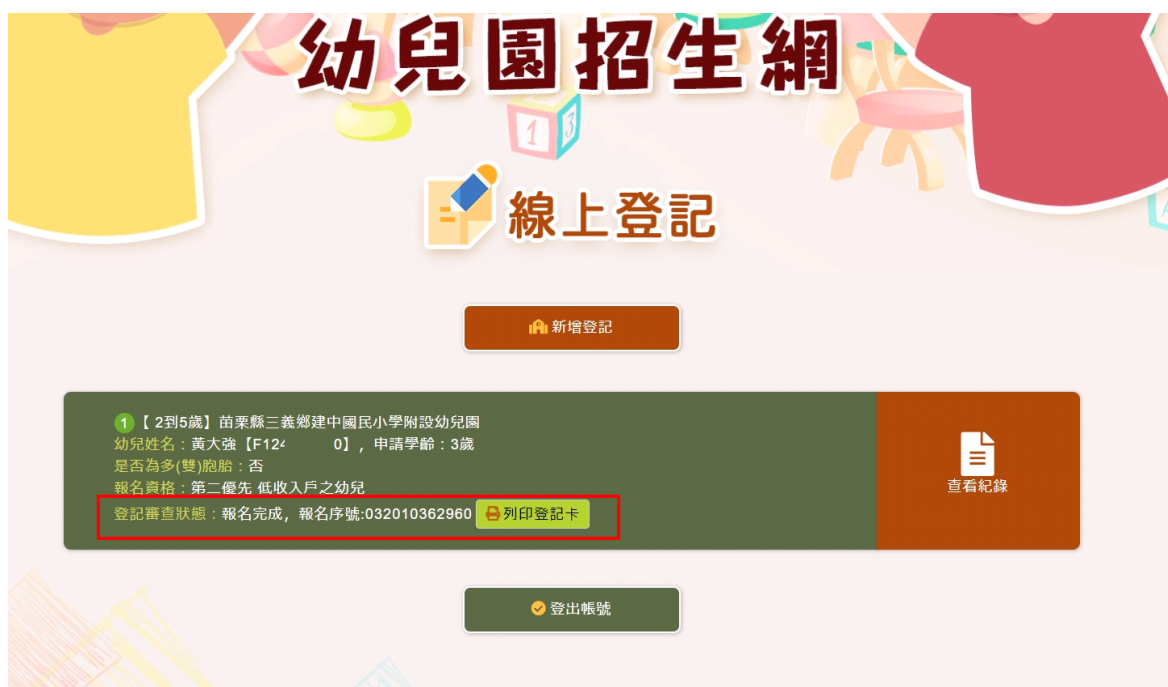 幼兒園招生網
1 3
線上登記
新增登記
1【 2到5歲】苗栗縣三義鄉建中國民小學附設幼兒園
幼兒姓名：黃大強【F124 0】, 申請學齡：3歲
是否為多(雙)胞胎：否
報名資格：第二優先 低收入戶之幼兒
登記審查狀態：報名完成, 報名序號:032010362960 列印登記卡
查看紀錄
登出帳號